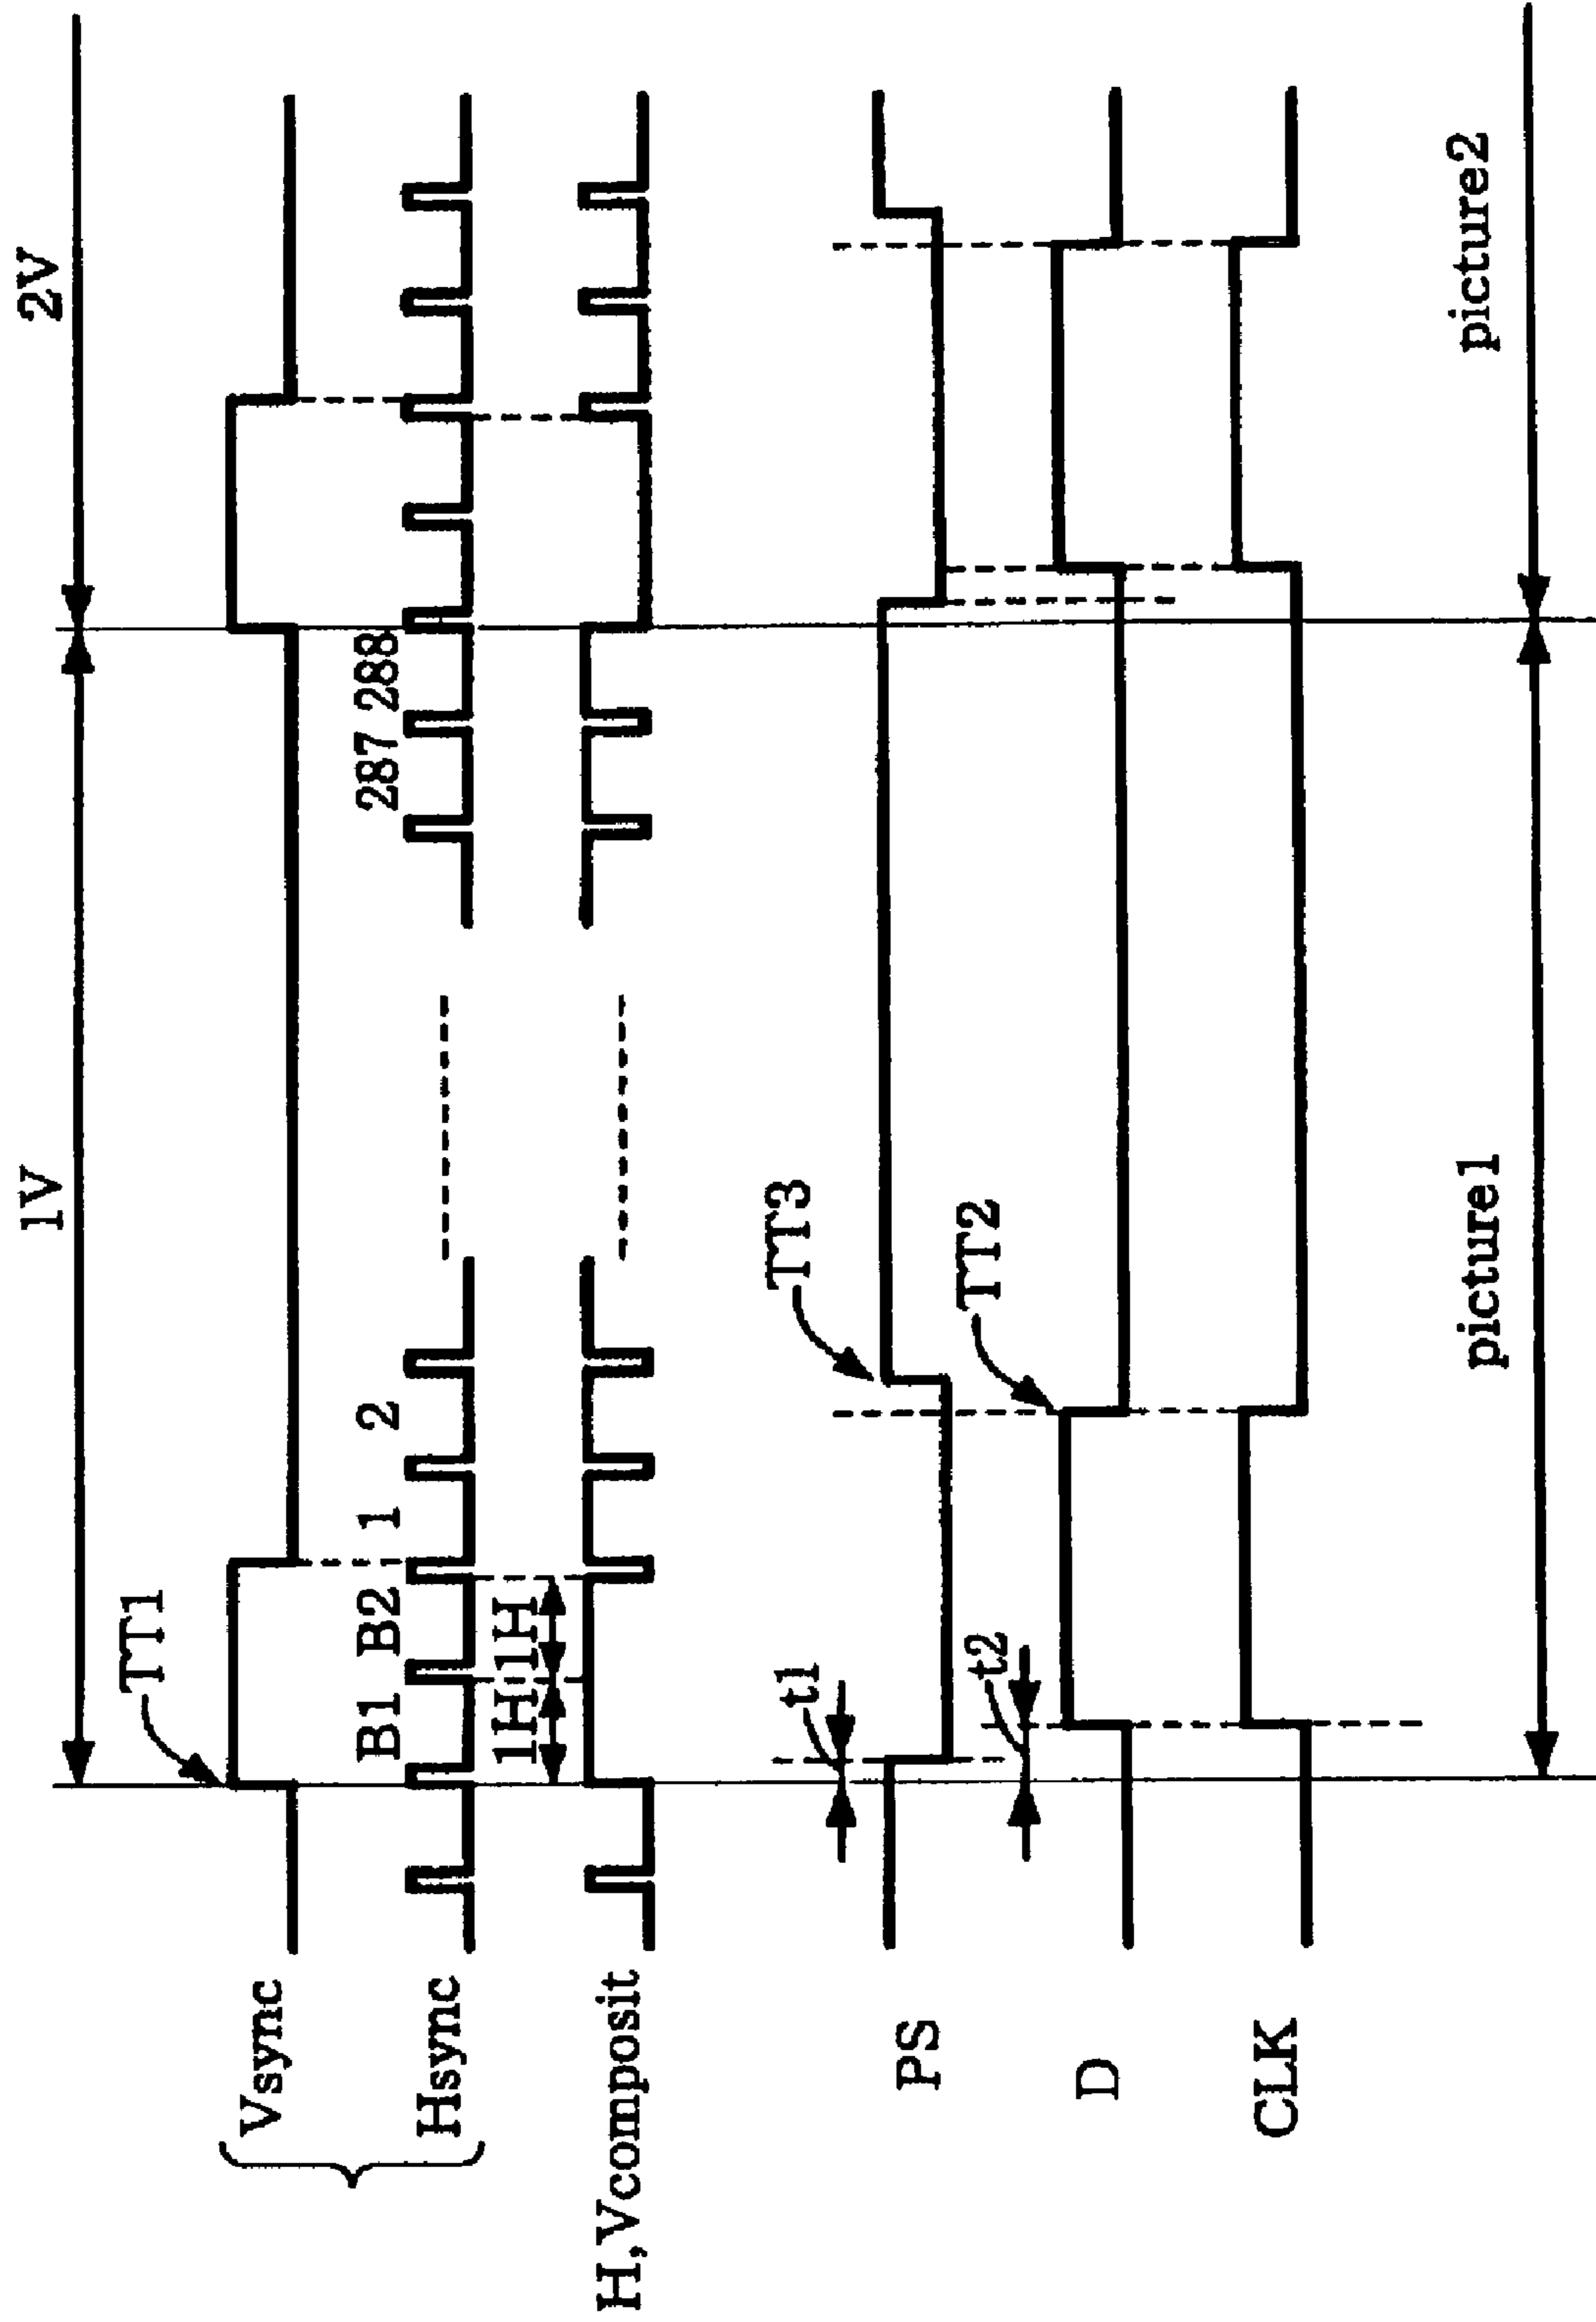 1V 2V
TT1
Vsync
B1 B2 1 2 287 288
Hsync
1H 1H
H,Vcomposit
t1 TT3
PS
t2 TT2
D
CLK
picture1 picture2